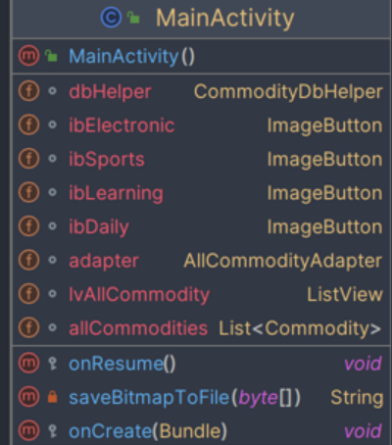 MainActivity
MainActivity()
dbHelper CommodityDbHelper
ibElectronic ImageButton
ibSports ImageButton
ibLearning ImageButton
ibDaily ImageButton
adapter AllCommodityAdapter
lvAllCommodity ListView
allCommodities List<Commodity>
onResume() void
saveBitmapToFile(byte[]) String
onCreate(Bundle) void